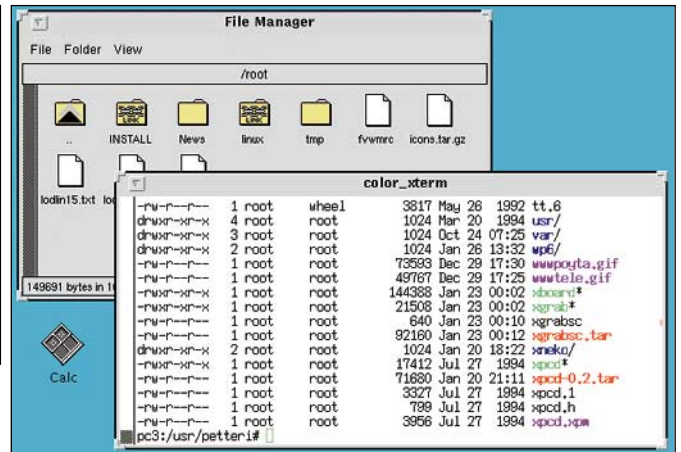 File Manager
File Folder View
/root
.. INSTALL News linux tmp fvwmrc icons.tar.gz
LINK LINK
lodlin15.txt
149691 bytes in
Calc
color_xterm
-rw-r--r-- 1 root wheel 3817 May 26 1992 tt.6
drwxr-xr-x 4 root root 1024 Mar 20 1994 usr/
drwxr-xr-x 3 root root 1024 Oct 24 07:25 var/
drwxr-xr-x 2 root root 1024 Jan 26 13:32 wp6/
-rw-r--r-- 1 root root 73593 Dec 29 17:30 wwwpoyta.gif
-rw-r--r-- 1 root root 49767 Dec 29 17:25 wwwtele.gif
-rwxr-xr-x 1 root root 144388 Jan 23 00:02 xboard*
-rwxr-xr-x 1 root root 21508 Jan 23 00:02 xgrab*
-rw-r--r-- 1 root root 640 Jan 23 00:10 xgrabsc
-rw-r--r-- 1 root root 92160 Jan 23 00:12 xgrabsc.tar
drwxr-xr-x 2 root root 1024 Jan 20 18:22 xneko/
-rwxr-xr-x 1 root root 17412 Jul 27 1994 xpcd*
-rw-r--r-- 1 root root 71680 Jan 20 21:11 xpcd-0.2.tar
-rw-r--r-- 1 root root 3327 Jul 27 1994 xpcd.1
-rw-r--r-- 1 root root 799 Jul 27 1994 xpcd.h
-rw-r--r-- 1 root root 3956 Jul 27 1994 xpcd.xpm
pc3:/usr/petteri#